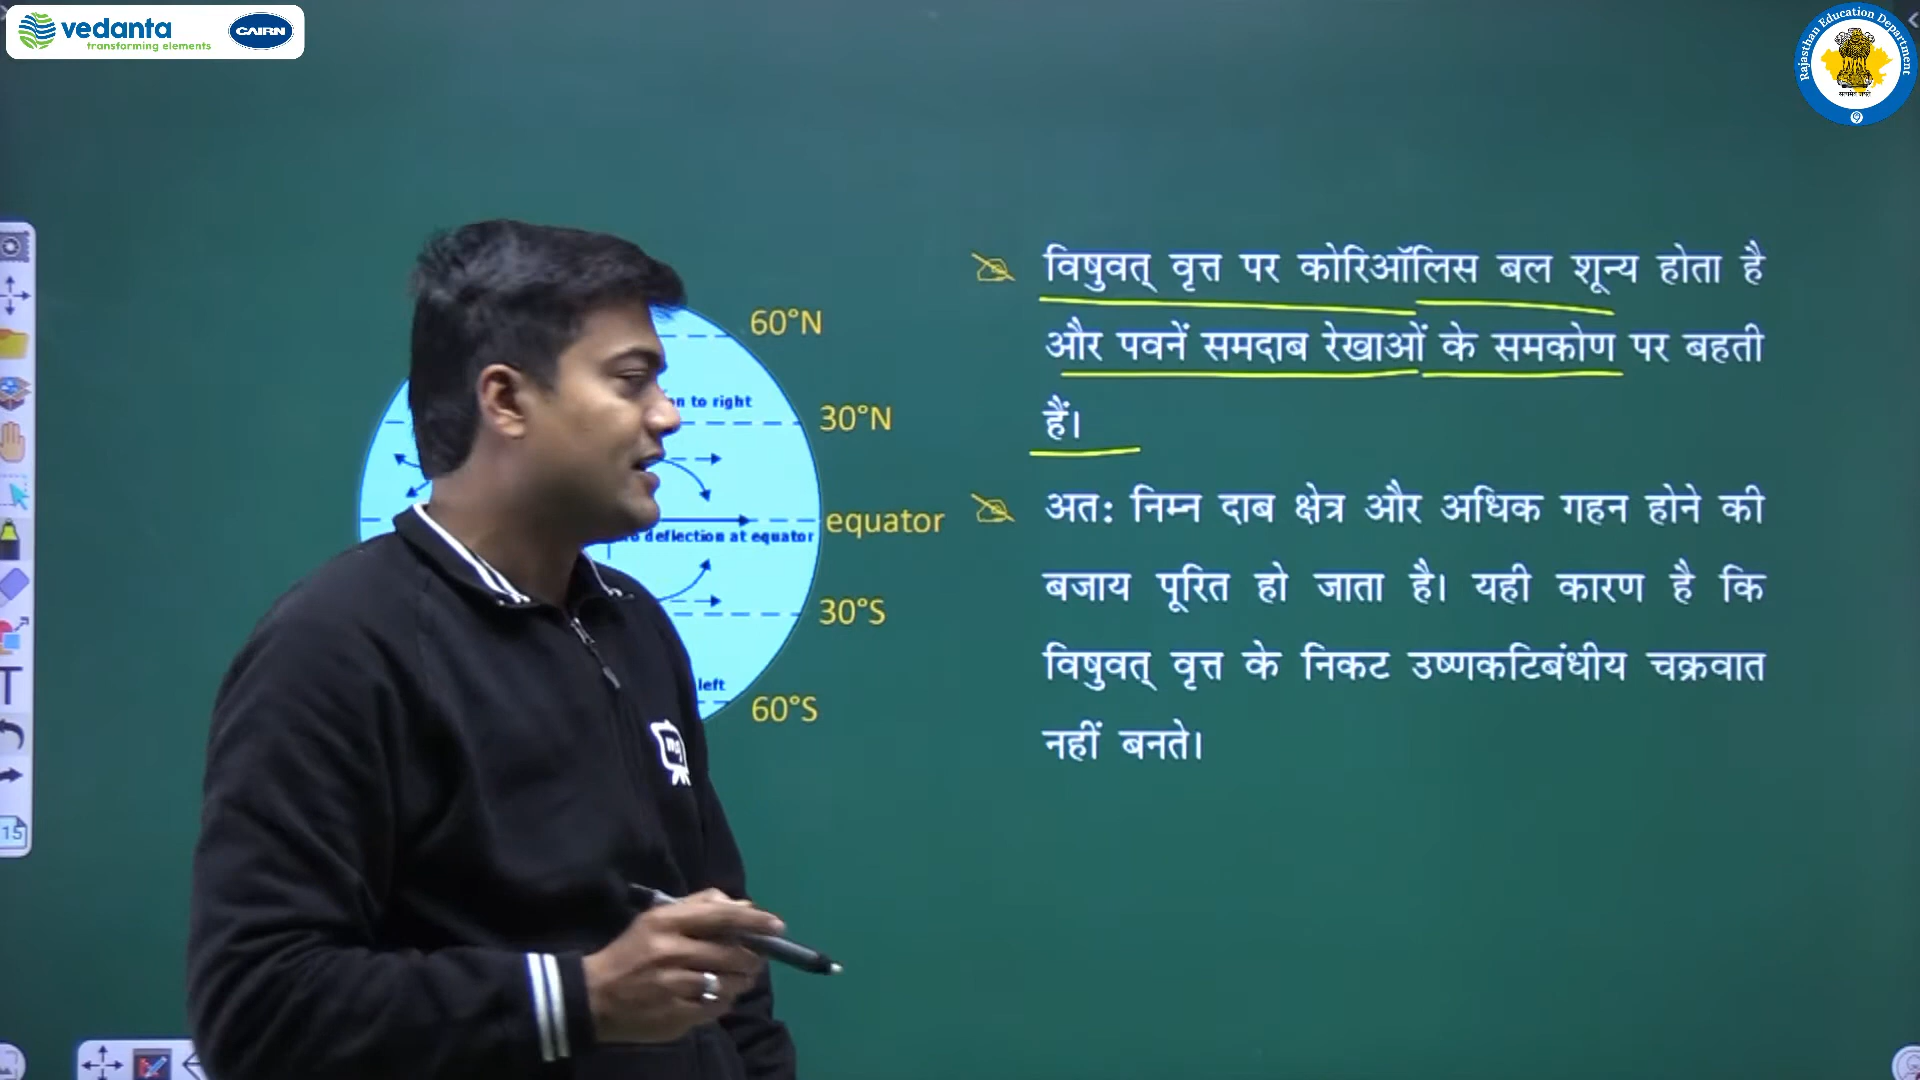 vedanta
transforming elements
CAIRN
Rajasthan Education Department
60°N
n to right
30°N
deflection at equator
equator
30°S
left
60°S
विषुवत् वृत्त पर कोरिऑलिस बल शून्य होता है
और पवनें समदाब रेखाओं के समकोण पर बहती
हैं।
अतः निम्न दाब क्षेत्र और अधिक गहन होने की
बजाय पूरित हो जाता है। यही कारण है कि
विषुवत् वृत्त के निकट उष्णकटिबंधीय चक्रवात
नहीं बनते।
T
15